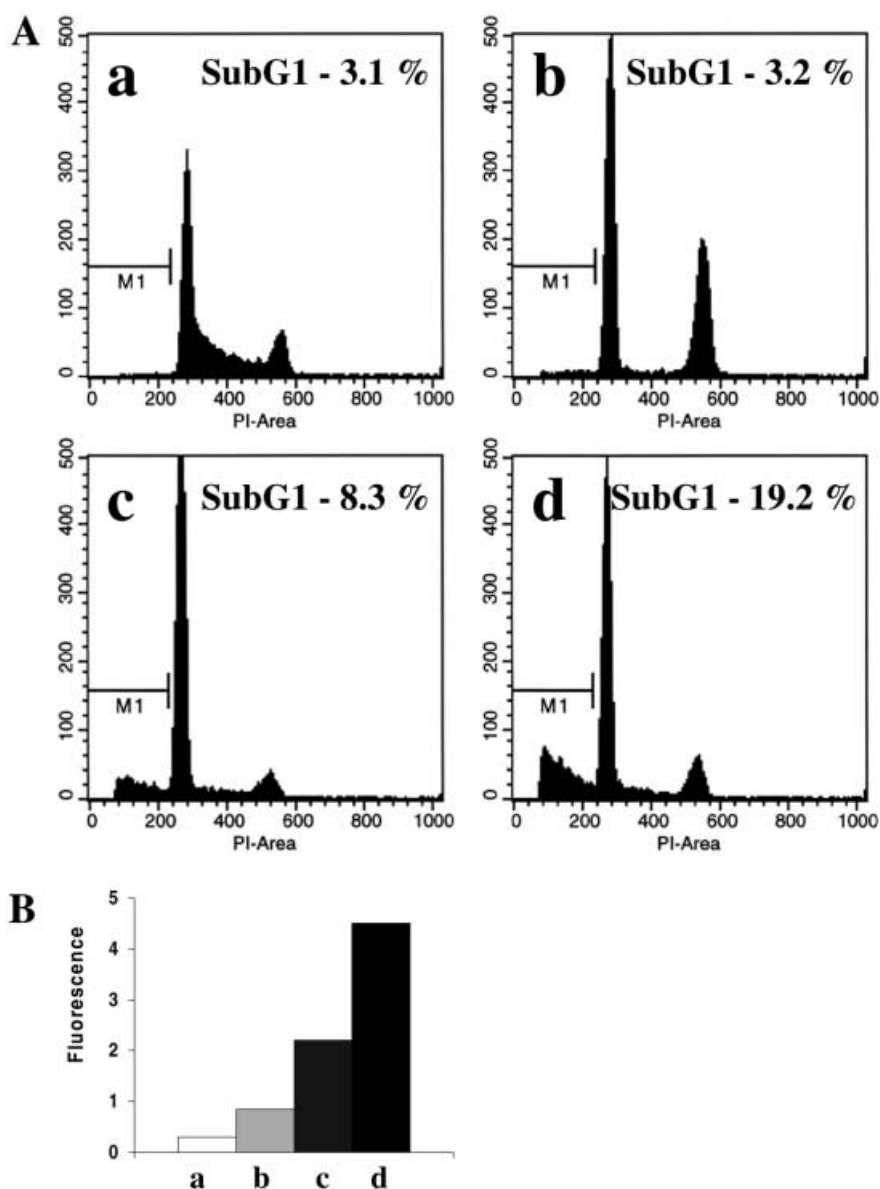 A
a SubG1 - 3.1 %
500
400
300
200
100
0
M1
0 200 400 600 800 1000
PI-Area
b SubG1 - 3.2 %
500
400
300
200
100
0
M1
0 200 400 600 800 1000
PI-Area
c SubG1 - 8.3 %
500
400
300
200
100
0
M1
0 200 400 600 800 1000
PI-Area
d SubG1 - 19.2 %
500
400
300
200
100
0
M1
0 200 400 600 800 1000
PI-Area
B
Fluorescence
5
4
3
2
1
0
a b c d